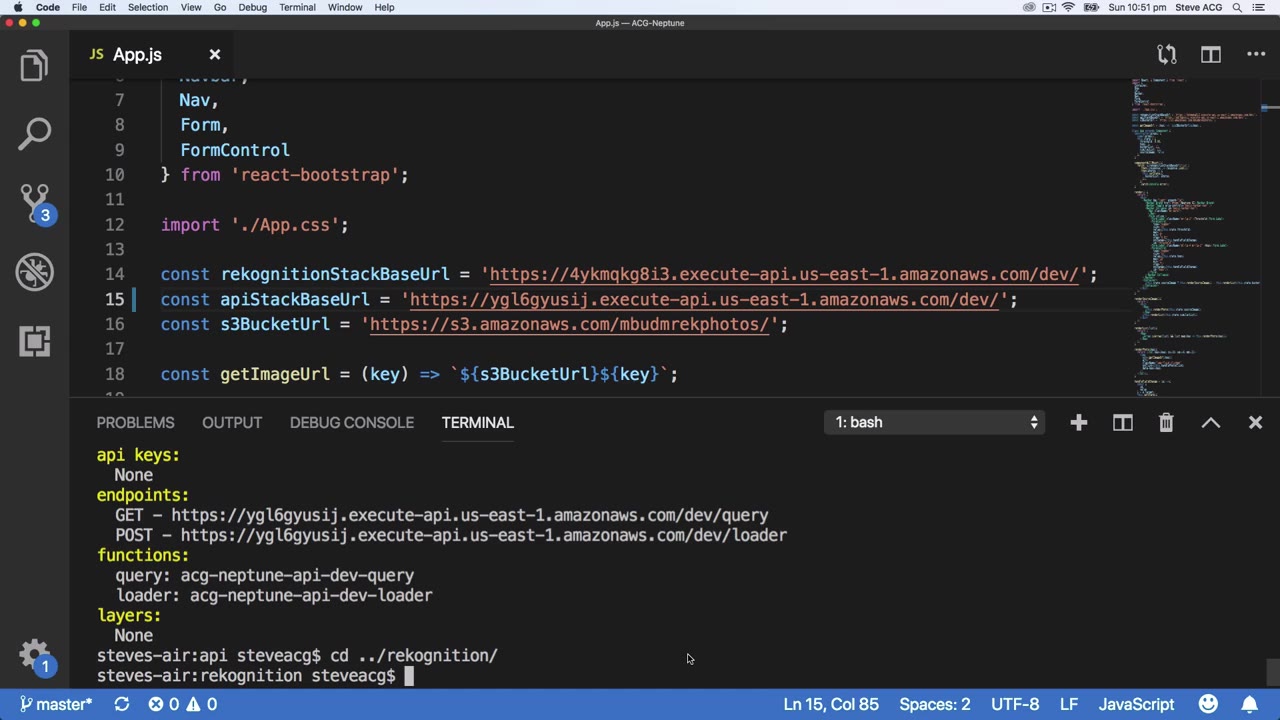 Code File Edit Selection View Go Debug Terminal Window Help Sun 10:51 pm Steve ACG
App.js — ACG-Neptune
JS App.js
7 Nav,
8 Form,
9 FormControl
10 } from 'react-bootstrap';
11
12 import './App.css';
13
14 const rekognitionStackBaseUrl = 'https://4ykmqkg8i3.execute-api.us-east-1.amazonaws.com/dev/';
15 const apiStackBaseUrl = 'https://ygl6gyusij.execute-api.us-east-1.amazonaws.com/dev/';
16 const s3BucketUrl = 'https://s3.amazonaws.com/mbudmrekphotos/';
17
18 const getImageUrl = (key) => `${s3BucketUrl}${key}`;
3
PROBLEMS OUTPUT DEBUG CONSOLE TERMINAL 1: bash
api keys:
None
endpoints:
GET - https://ygl6gyusij.execute-api.us-east-1.amazonaws.com/dev/query
POST - https://ygl6gyusij.execute-api.us-east-1.amazonaws.com/dev/loader
functions:
query: acg-neptune-api-dev-query
loader: acg-neptune-api-dev-loader
layers:
None
steves-air:api steveacg$ cd ../rekognition/
steves-air:rekognition steveacg$
1
master* 0 0 Ln 15, Col 85 Spaces: 2 UTF-8 LF JavaScript